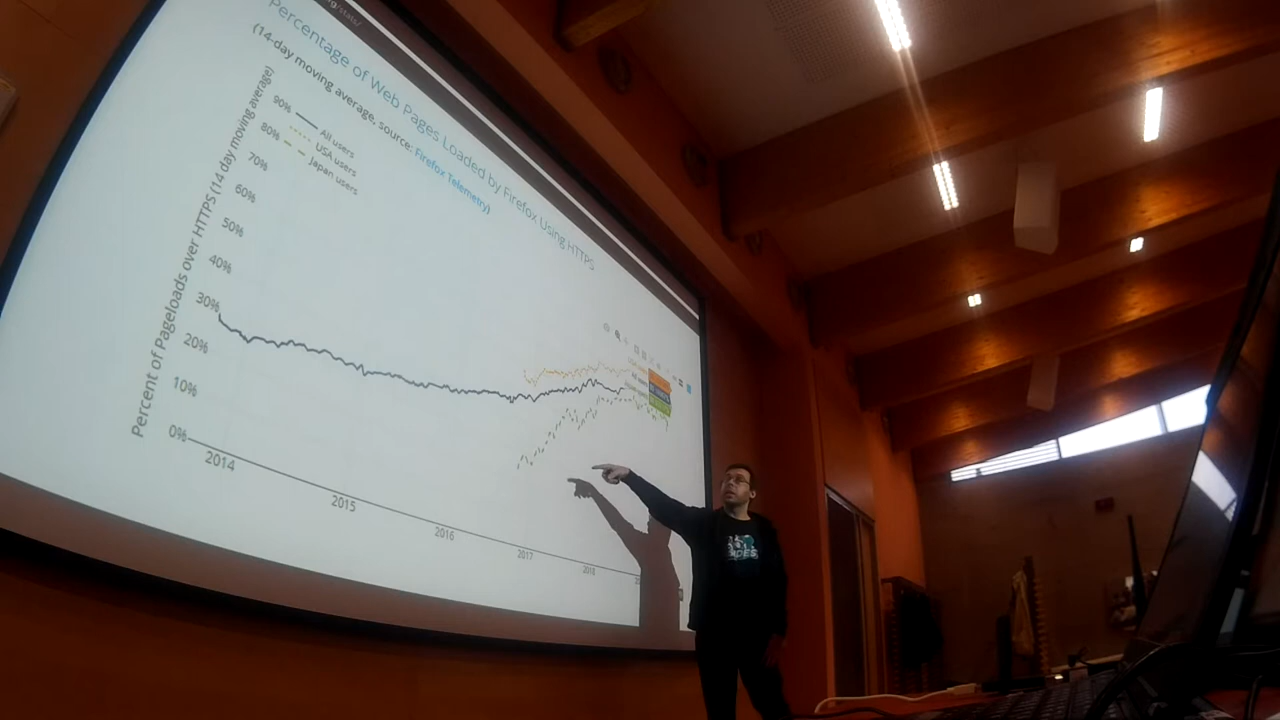 Percentage of Web Pages Loaded by Firefox Using HTTPS
(14-day moving average, source: Firefox Telemetry)
Percent of Pageloads over HTTPS (14 day moving average)
90%
80%
70%
60%
50%
40%
30%
20%
10%
0%
All users
USA users
Japan users
2014
2015
2016
2017
2018